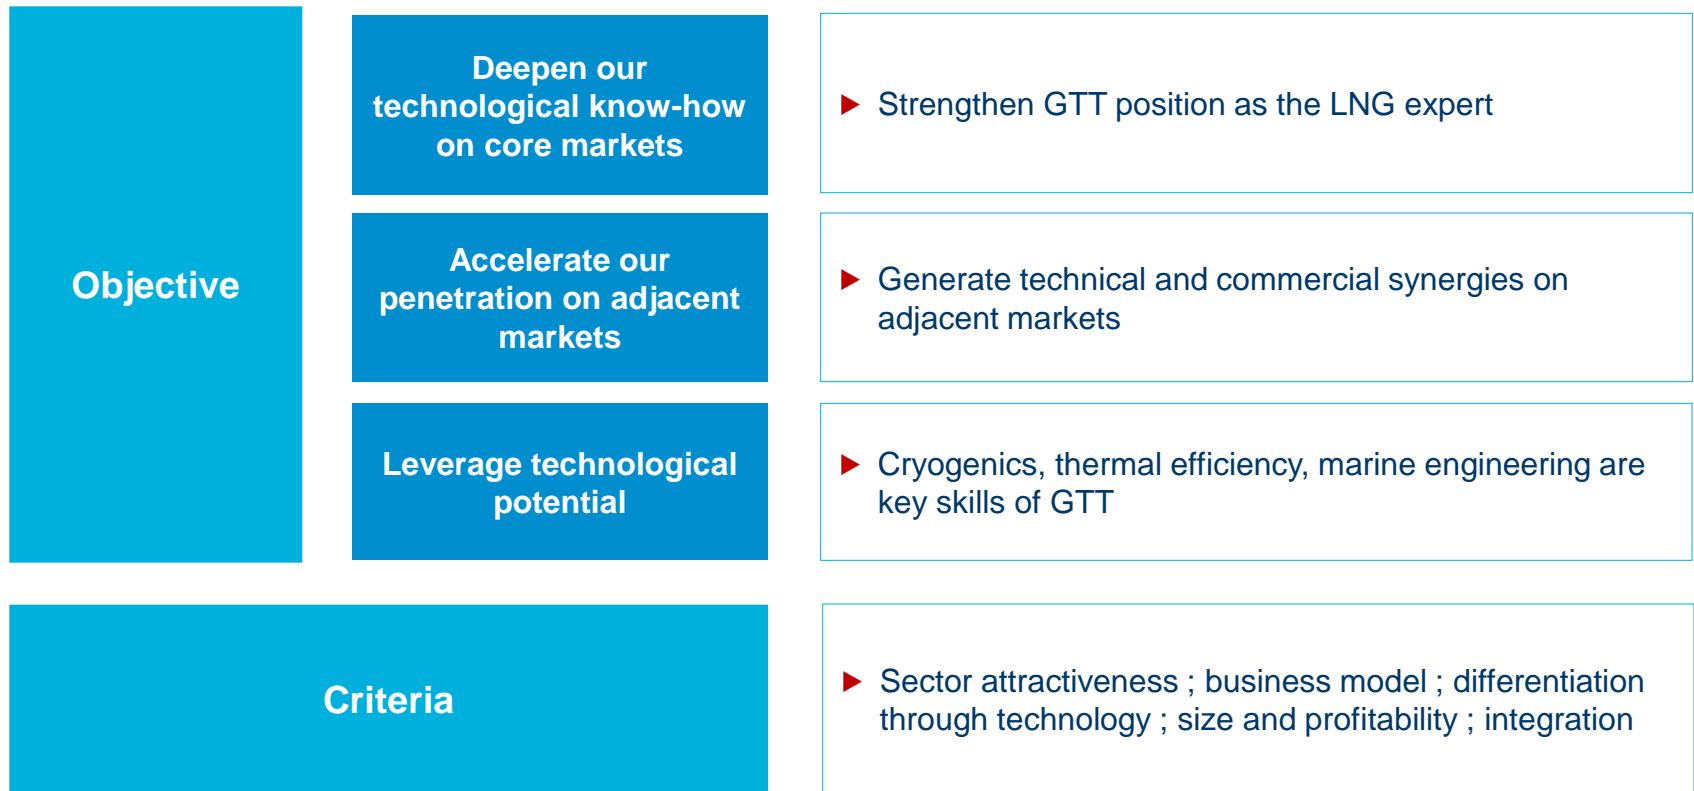 Objective
Deepen our
technological know-how
on core markets
Strengthen GTT position as the LNG expert
Accelerate our
penetration on adjacent
markets
Generate technical and commercial synergies on
adjacent markets
Leverage technological
potential
Cryogenics, thermal efficiency, marine engineering are
key skills of GTT
Criteria
Sector attractiveness ; business model ; differentiation
through technology ; size and profitability ; integration